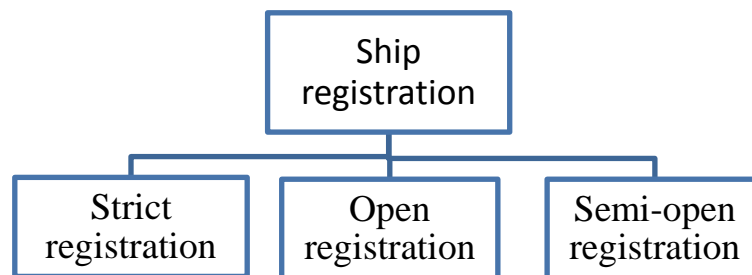 Ship
registration
Strict
registration
Open
registration
Semi-open
registration